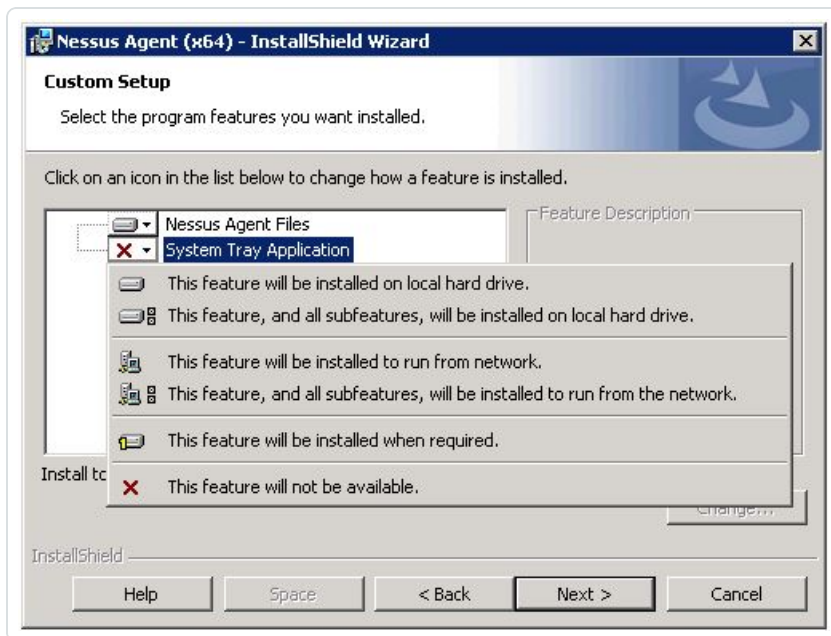 Nessus Agent (x64) - InstallShield Wizard
Custom Setup
Select the program features you want installed.
Click on an icon in the list below to change how a feature is installed.
Nessus Agent Files
Feature Description
System Tray Application
This feature will be installed on local hard drive.
This feature, and all subfeatures, will be installed on local hard drive.
This feature will be installed to run from network.
This feature, and all subfeatures, will be installed to run from the network.
This feature will be installed when required.
Install to
This feature will not be available.
Change...
InstallShield
Help
Space
< Back
Next >
Cancel